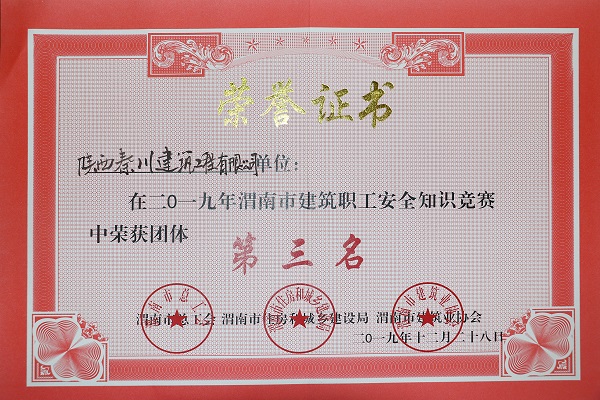 荣誉证书
陕西秦川建筑工程有限公司单位：
在二0一九年渭南市建筑职工安全知识竞赛
中荣获团体 第三名
渭南市总工会 渭南市住房和城乡建设局 渭南市建筑业协会
二0一九年十二月二十八日